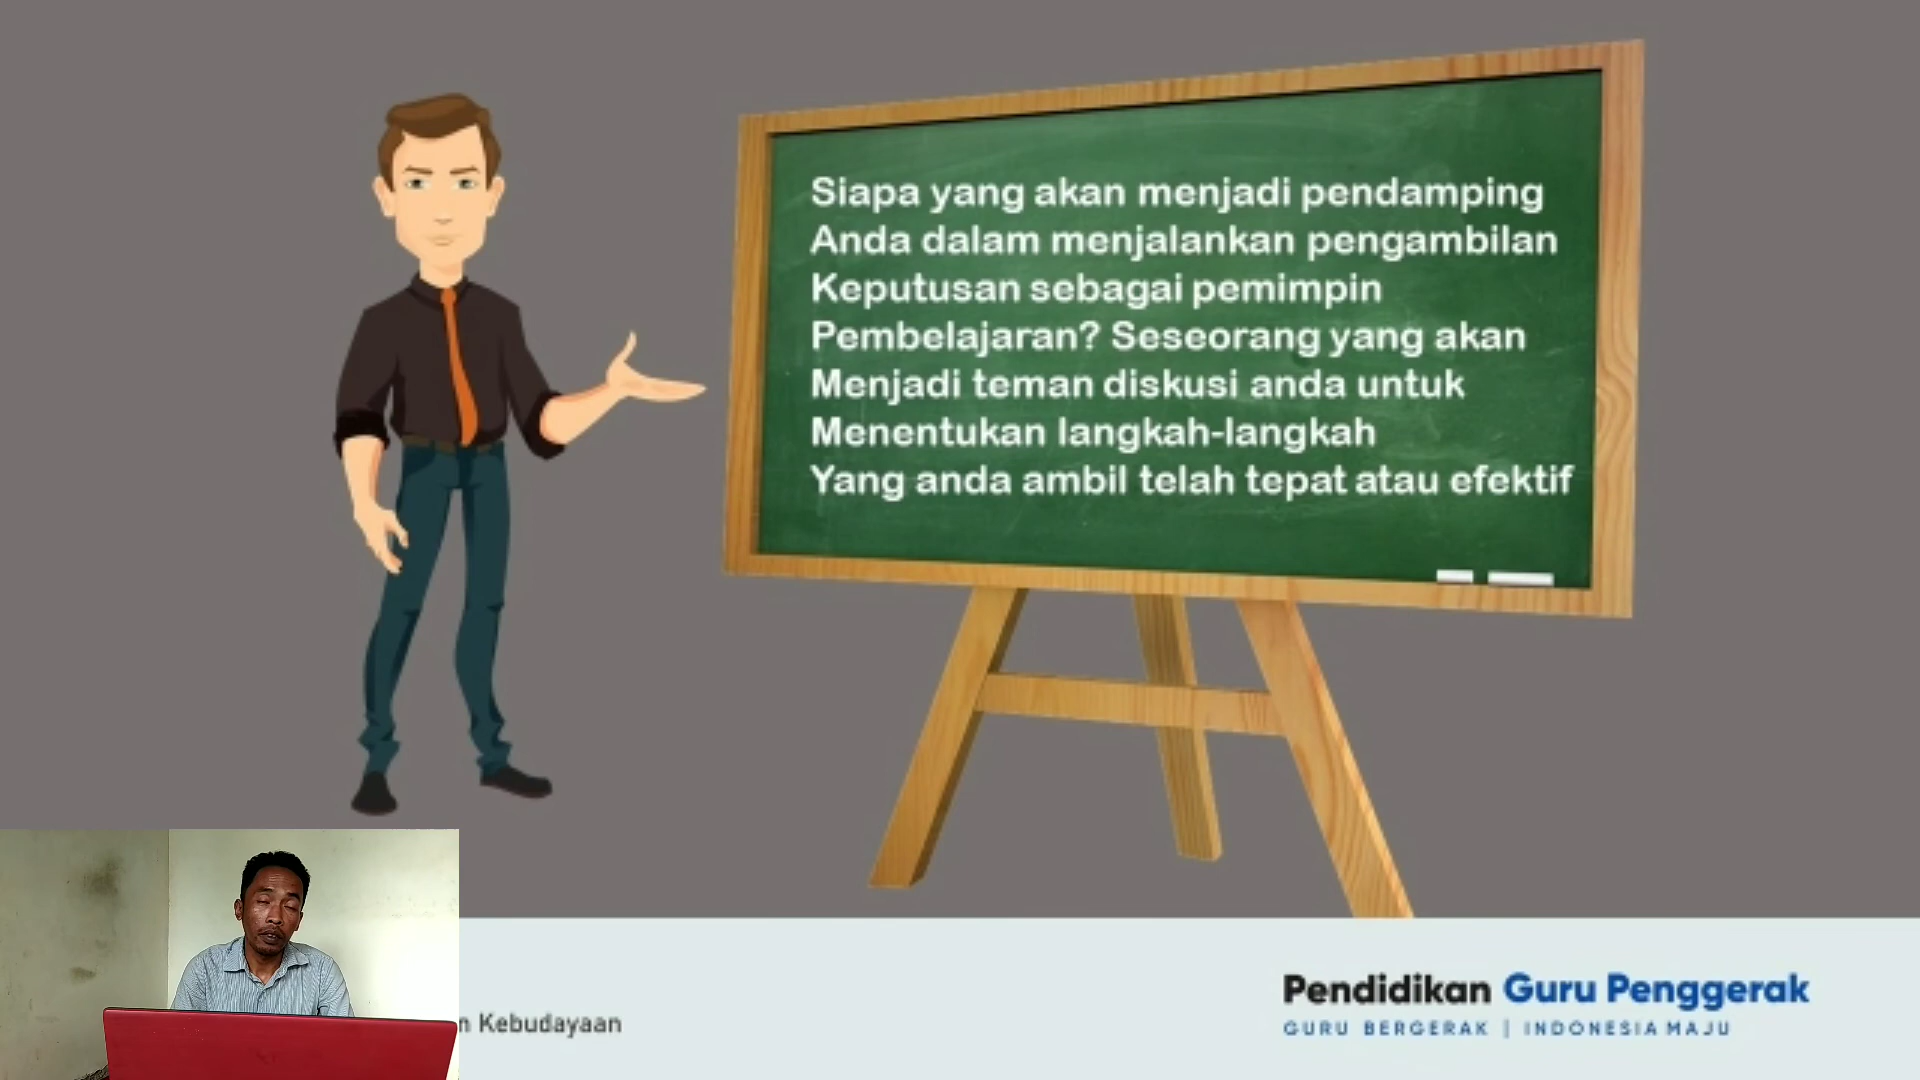 Siapa yang akan menjadi pendamping
Anda dalam menjalankan pengambilan
Keputusan sebagai pemimpin
Pembelajaran? Seseorang yang akan
Menjadi teman diskusi anda untuk
Menentukan langkah-langkah
Yang anda ambil telah tepat atau efektif
n Kebudayaan
Pendidikan Guru Penggerak
GURU BERGERAK | INDONESIA MAJU